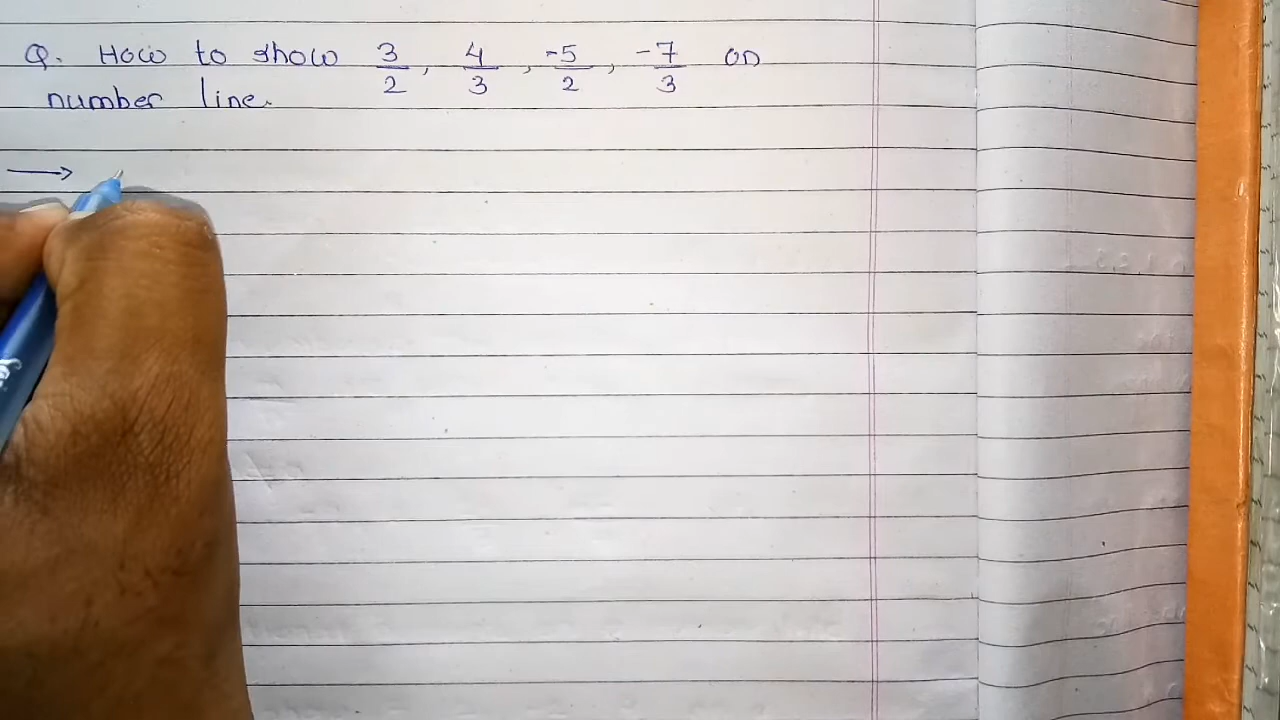 Q. How to show 3/2, 4/3, -5/2, -7/3 on
number line.